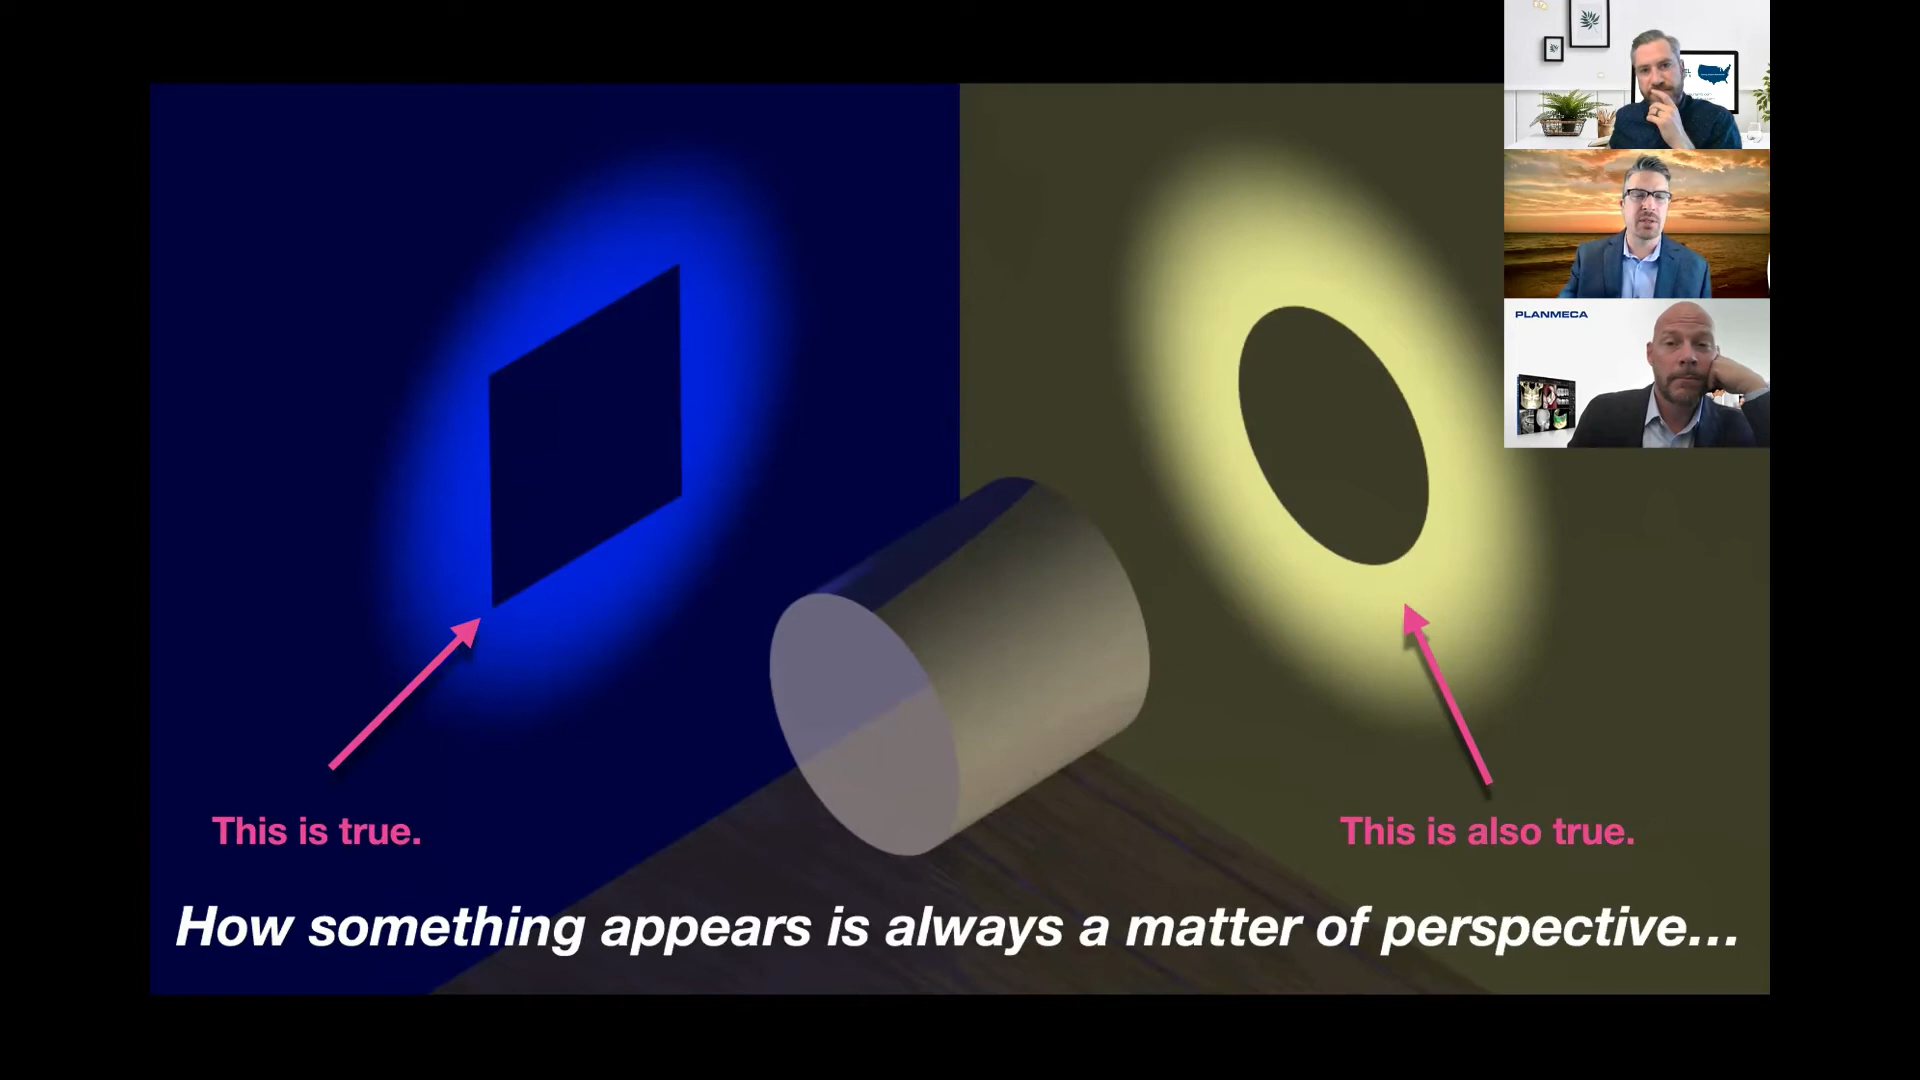 PLANMECA
This is true.
This is also true.
How something appears is always a matter of perspective...